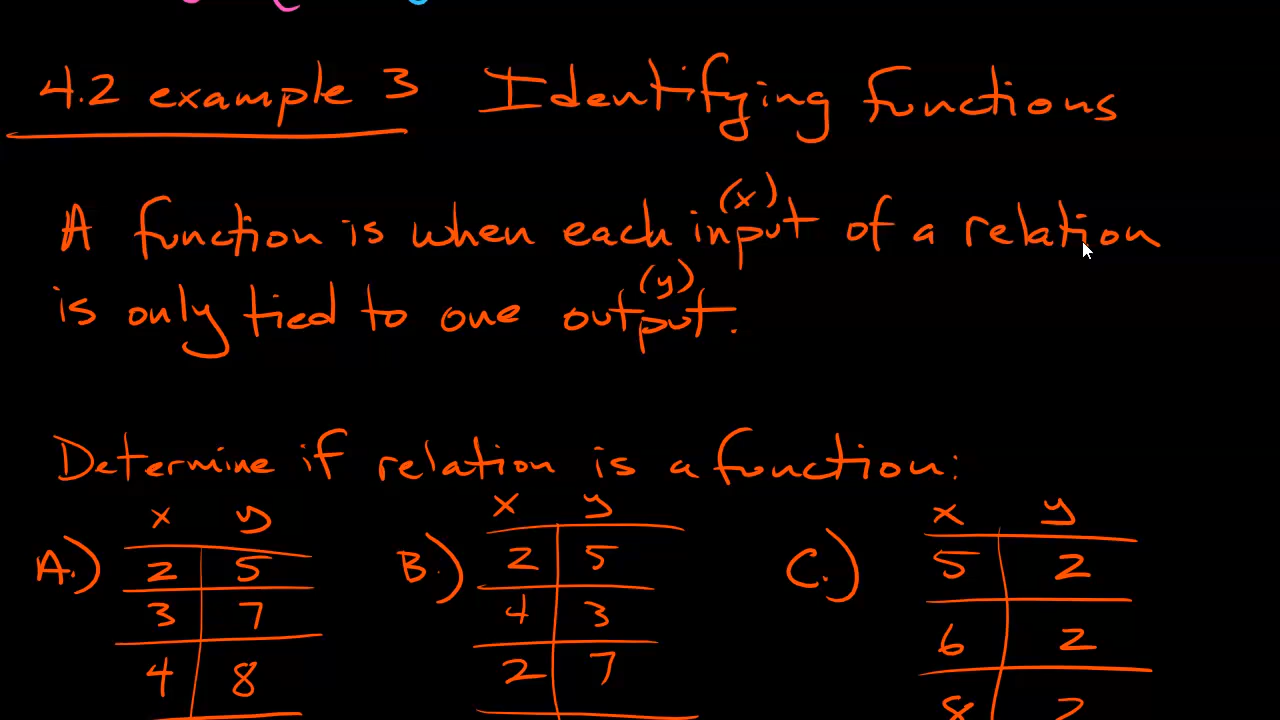 4.2 example 3 Identifying functions
(x)
A function is when each input of a relation
(y)
is only tied to one output.
Determine if relation is a function:
x y x y x y
A.) 2 5 B.) 2 5 C.) 5 2
3 7 4 3 6 2
4 8 2 7 8 2